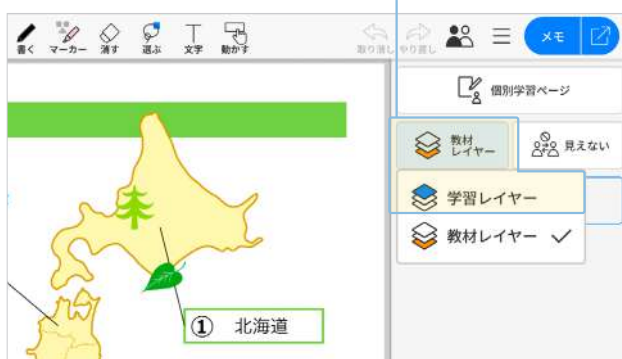 書く マーカー 消す 選ぶ 文字 動かす 取り消し やり直し メモ
個別学習ページ
教材
レイヤー
見えない
学習レイヤー
教材レイヤー
① 北海道